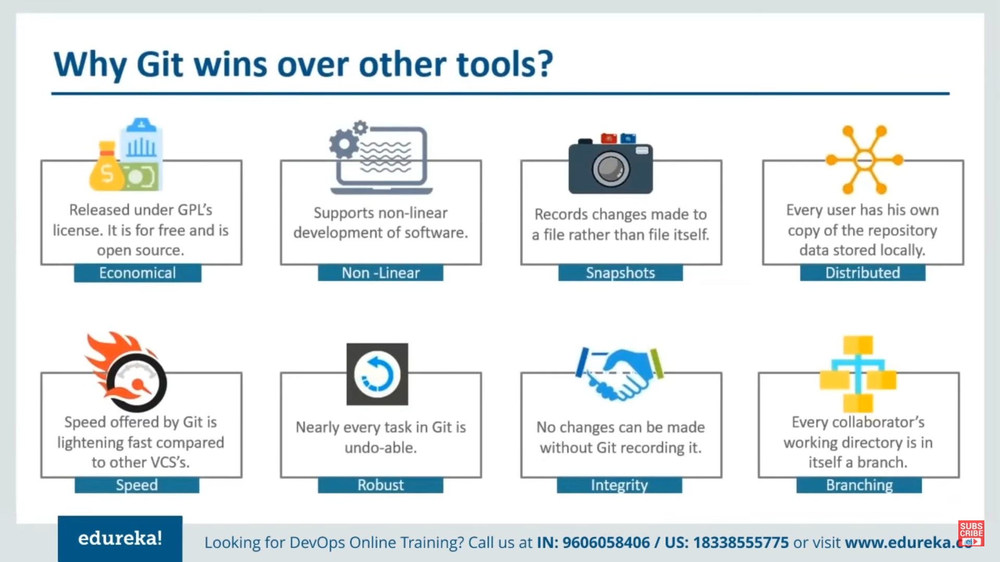 Why Git wins over other tools?
Released under GPL's
license. It is for free and is
open source.
Economical
Supports non-linear
development of software.
Non -Linear
Records changes made to
a file rather than file itself.
Snapshots
Every user has his own
copy of the repository
data stored locally.
Distributed
Speed offered by Git is
lightening fast compared
to other VCS's.
Speed
Nearly every task in Git is
undo-able.
Robust
No changes can be made
without Git recording it.
Integrity
Every collaborator's
working directory is in
itself a branch.
Branching
edureka!
Looking for DevOps Online Training? Call us at IN: 9606058406 / US: 18338555775 or visit www.edureka.co
SUBS
CRIBE
e!